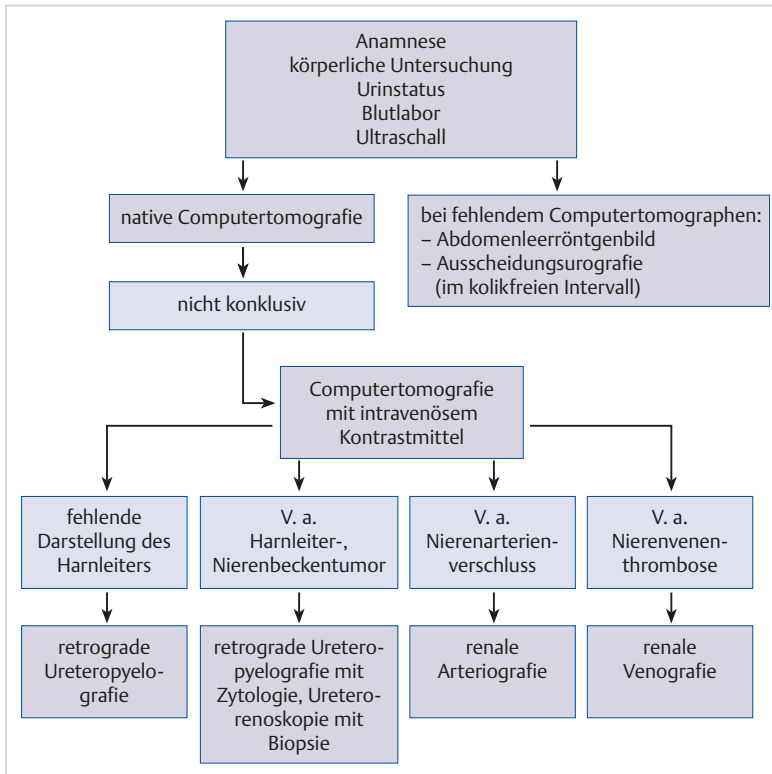 Anamnese
körperliche Untersuchung
Urinstatus
Blutlabor
Ultraschall
native Computertomografie
bei fehlendem Computertomographen:
– Abdomenleerröntgenbild
– Ausscheidungsurografie
(im kolikfreien Intervall)
nicht konklusiv
Computertomografie
mit intravenösem
Kontrastmittel
fehlende
Darstellung des
Harnleiters
V. a.
Harnleiter-,
Nierenbeckentumor
V. a.
Nierenarterien-
verschluss
V. a.
Nierenvenen-
thrombose
retrograde
Ureteropyelo-
grafie
retrograde Uretero-
pyelografie mit
Zytologie, Uretero-
renoskopie mit
Biopsie
renale
Arteriografie
renale
Venografie